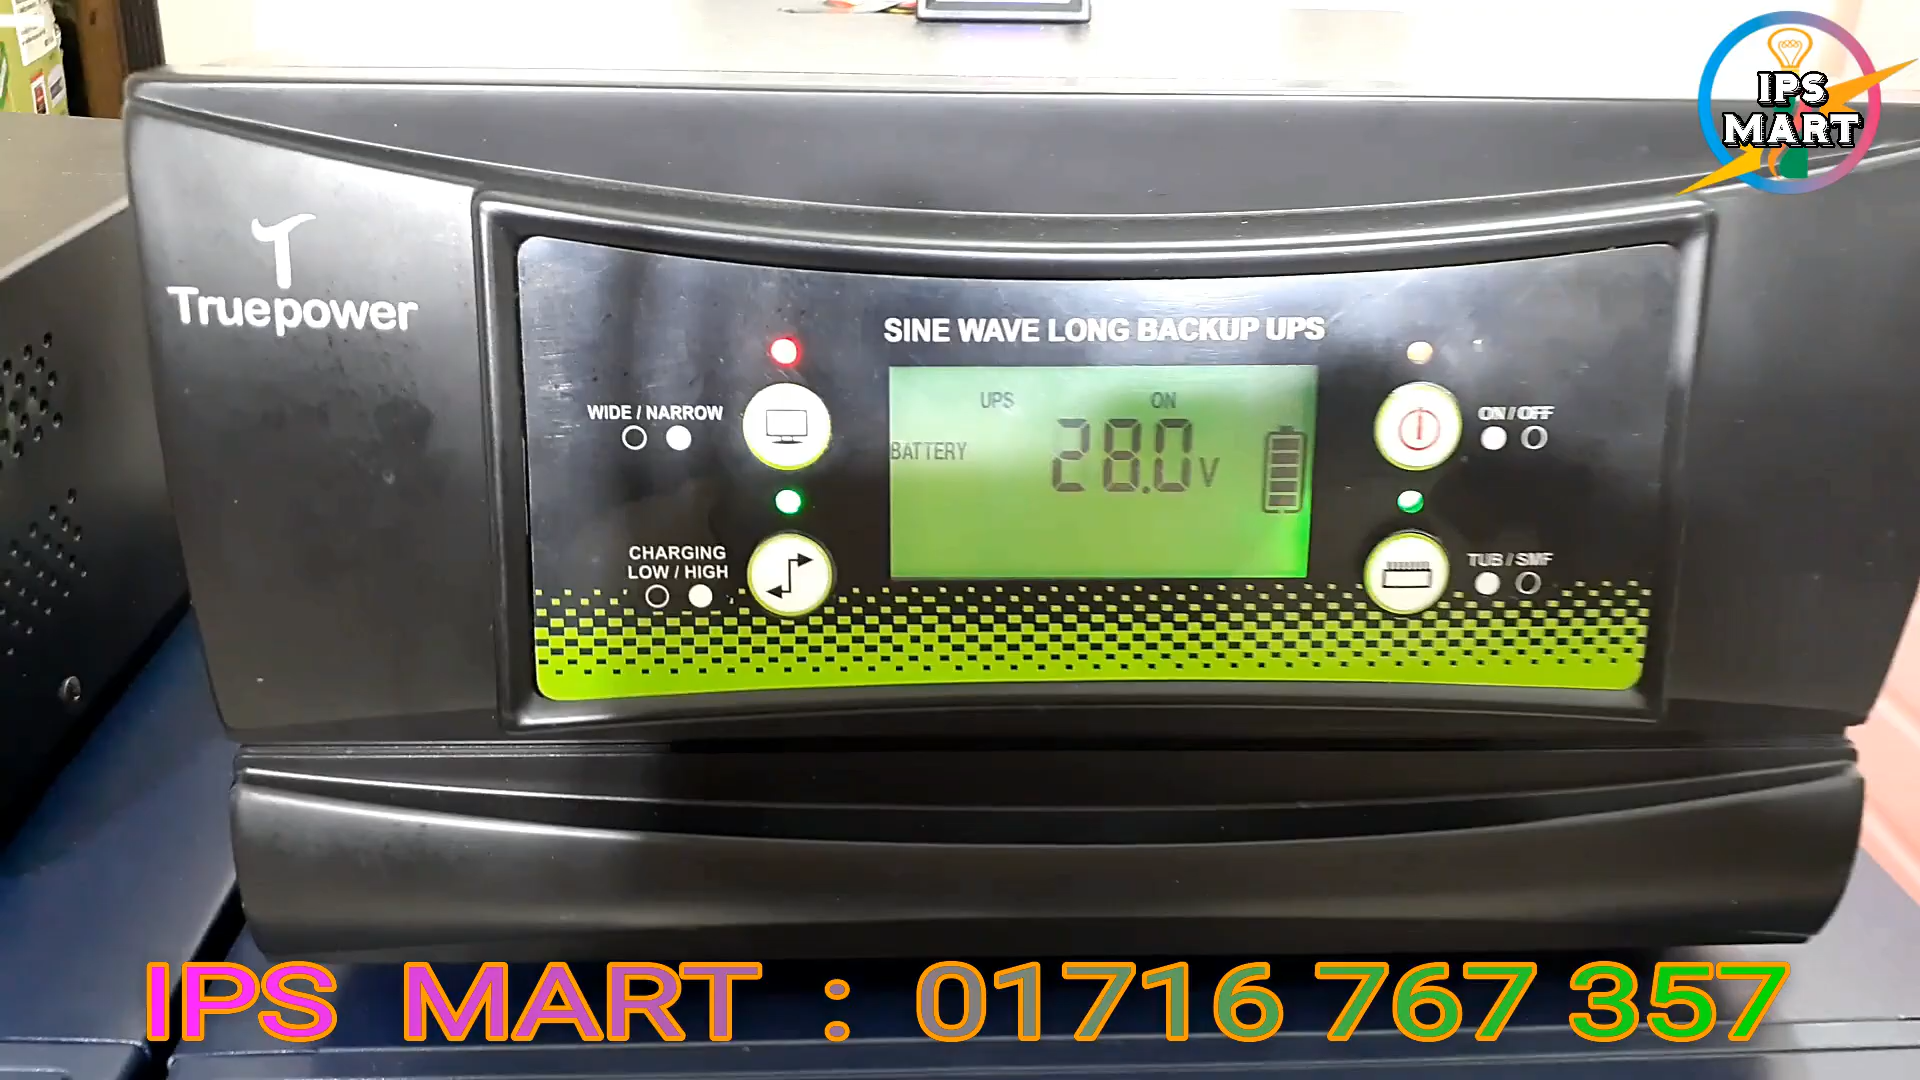 IPS
MART
Truepower
SINE WAVE LONG BACKUP UPS
WIDE / NARROW
UPS ON
BATTERY 28.0 V
ON / OFF
CHARGING
LOW / HIGH
TUB / SMF
IPS MART : 01716 767 357